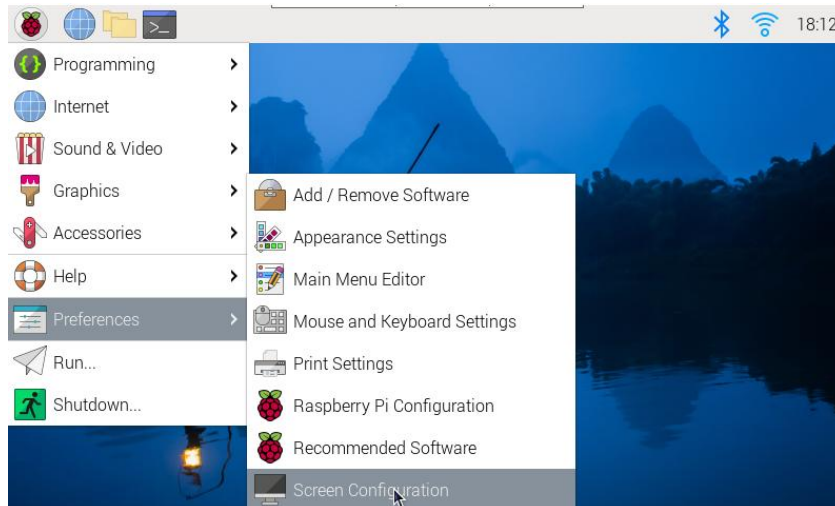 18:12
Programming
Internet
Sound & Video
Graphics
Accessories
Help
Preferences
Run...
Shutdown...
Add / Remove Software
Appearance Settings
Main Menu Editor
Mouse and Keyboard Settings
Print Settings
Raspberry Pi Configuration
Recommended Software
Screen Configuration